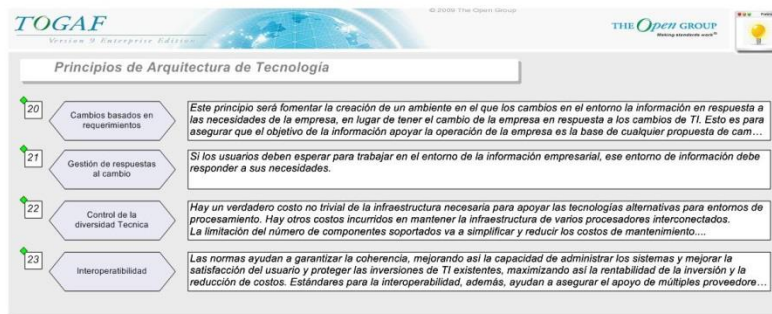 © 2009 The Open Group
TOGAF
Version 9 Enterprise Edition
THE Open GROUP
Making standards work™
Principios de Arquitectura de Tecnología
20
Cambios basados en
requerimientos
Este principio será fomentar la creación de un ambiente en el que los cambios en el entorno la información en respuesta a
las necesidades de la empresa, en lugar de tener el cambio de la empresa en respuesta a los cambios de TI. Esto es para
asegurar que el objetivo de la información apoyar la operación de la empresa es la base de cualquier propuesta de cam…
21
Gestión de respuestas
al cambio
Si los usuarios deben esperar para trabajar en el entorno de la información empresarial, ese entorno de información debe
responder a sus necesidades.
22
Control de la
diversidad Tecnica
Hay un verdadero costo no trivial de la infraestructura necesaria para apoyar las tecnologías alternativas para entornos de
procesamiento. Hay otros costos incurridos en mantener la infraestructura de varios procesadores interconectados.
La limitación del número de componentes soportados va a simplificar y reducir los costos de mantenimiento....
23
Interoperatibilidad
Las normas ayudan a garantizar la coherencia, mejorando así la capacidad de administrar los sistemas y mejorar la
satisfacción del usuario y proteger las inversiones de TI existentes, maximizando así la rentabilidad de la inversión y la
reducción de costos. Estándares para la interoperabilidad, además, ayudan a asegurar el apoyo de múltiples proveedore…